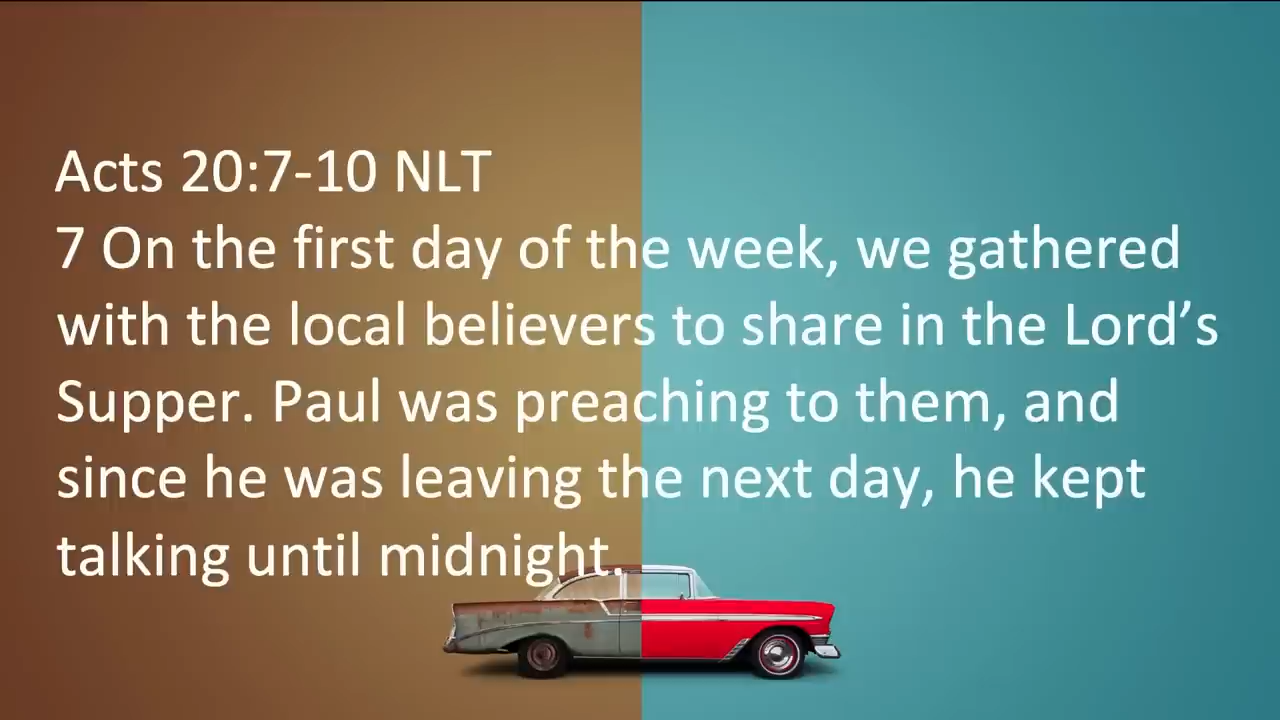 Acts 20:7-10 NLT
7 On the first day of the week, we gathered
with the local believers to share in the Lord’s
Supper. Paul was preaching to them, and
since he was leaving the next day, he kept
talking until midnight.